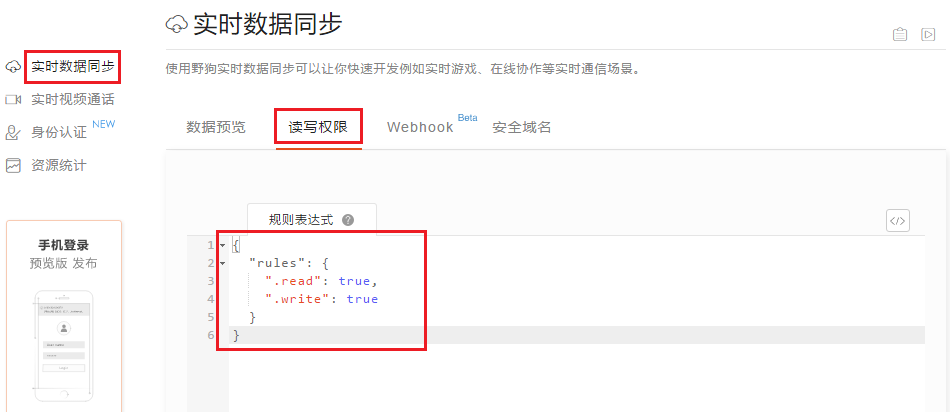 实时数据同步
使用野狗实时数据同步可以让你快速开发例如实时游戏、在线协作等实时通信场景。
实时数据同步
实时视频通话
身份认证 NEW
资源统计
手机登录
预览版 发布
数据预览 读写权限 Webhook Beta 安全域名
规则表达式 ?
</>
1 {
2 "rules": {
3 ".read": true,
4 ".write": true
5 }
6 }